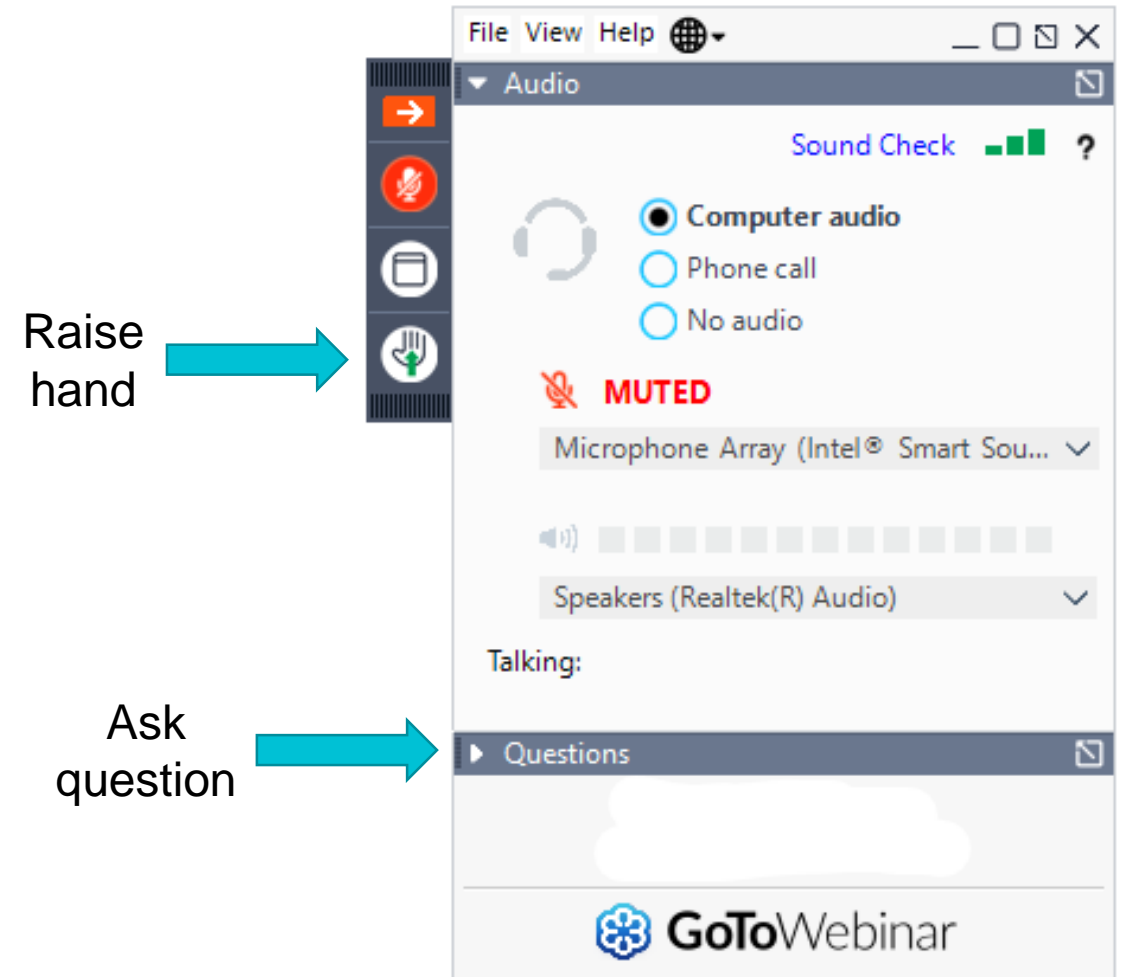 File View Help
Audio
Sound Check ?
Computer audio
Phone call
No audio
Raise
hand
MUTED
Microphone Array (Intel® Smart Sou...
Speakers (Realtek(R) Audio)
Talking:
Ask
question
Questions
GoToWebinar